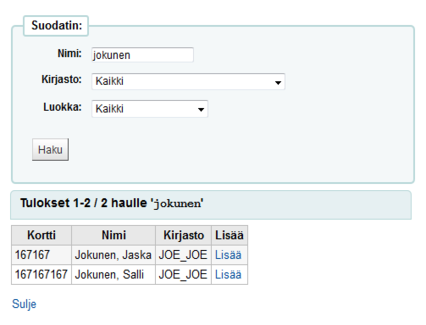 Suodatin:
Nimi: jokunen
Kirjasto: Kaikki
Luokka: Kaikki
Haku
Tulokset 1-2 / 2 haulle 'jokunen'
Kortti Nimi Kirjasto Lisää
167167 Jokunen, Jaska JOE_JOE Lisää
167167167 Jokunen, Salli JOE_JOE Lisää
Sulje